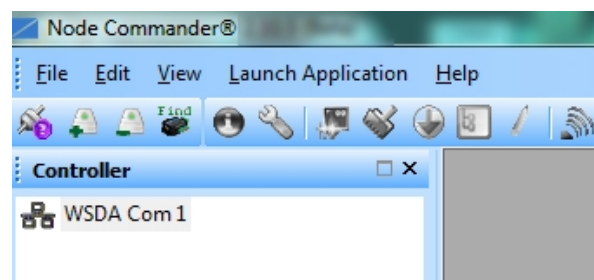 Node Commander®
File Edit View Launch Application Help
Find
Controller
WSDA Com 1